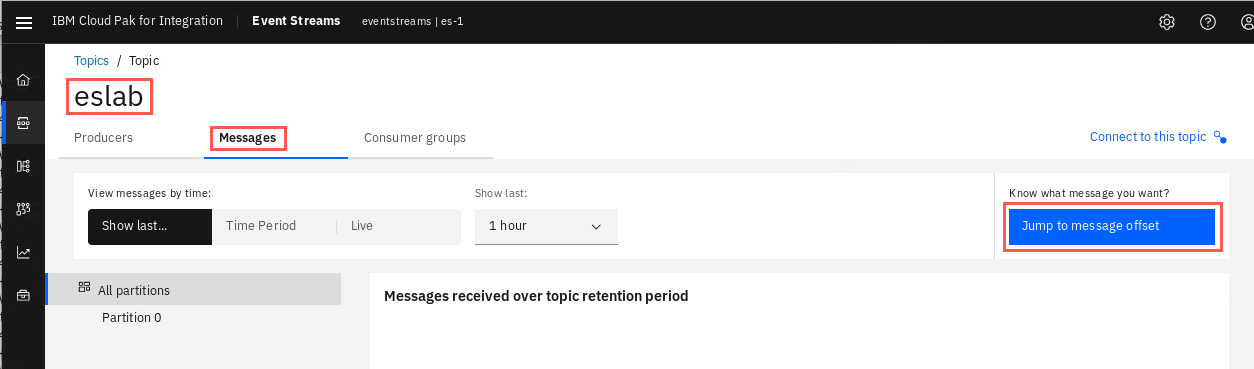 IBM Cloud Pak for Integration Event Streams eventstreams | es-1
Topics / Topic
eslab
Producers Messages Consumer groups Connect to this topic
View messages by time: Show last: Know what message you want?
Show last... Time Period Live 1 hour Jump to message offset
All partitions
Messages received over topic retention period
Partition 0